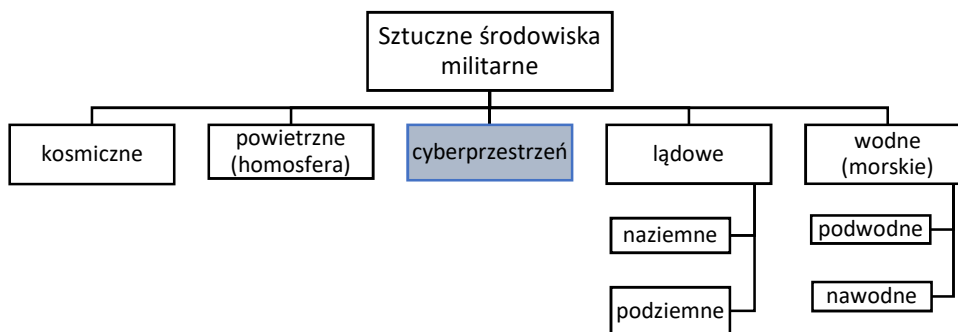 Sztuczne środowiska
militarne
kosmiczne
powietrzne
(homosfera)
cyberprzestrzeń
lądowe
wodne
(morskie)
naziemne
podwodne
podziemne
nawodne